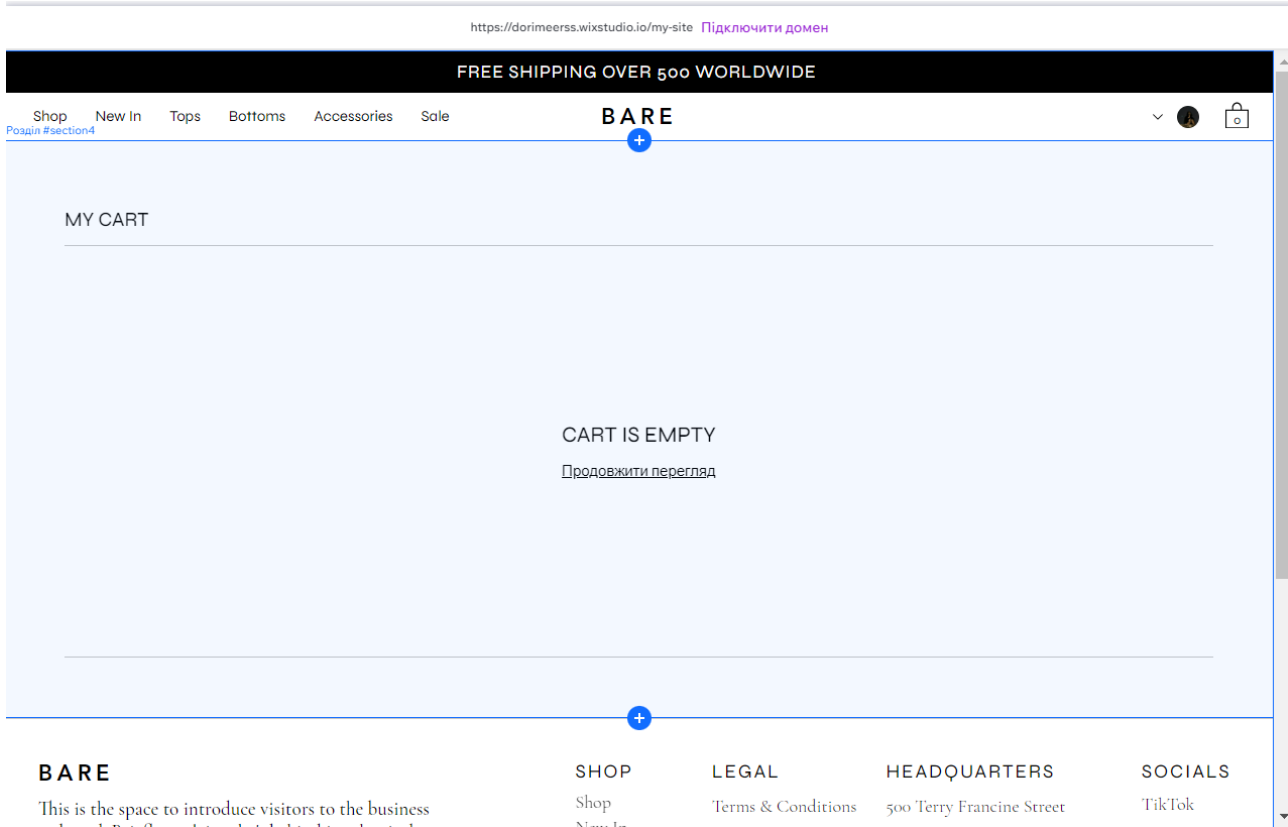 https://dorimeerss.wixstudio.io/my-site Підключити домен
FREE SHIPPING OVER 500 WORLDWIDE
Shop New In Tops Bottoms Accessories Sale BARE 0
Розділ #section4
MY CART
CART IS EMPTY
Продовжити перегляд
BARE SHOP LEGAL HEADQUARTERS SOCIALS
This is the space to introduce visitors to the business Shop Terms & Conditions 500 Terry Francine Street TikTok
New In